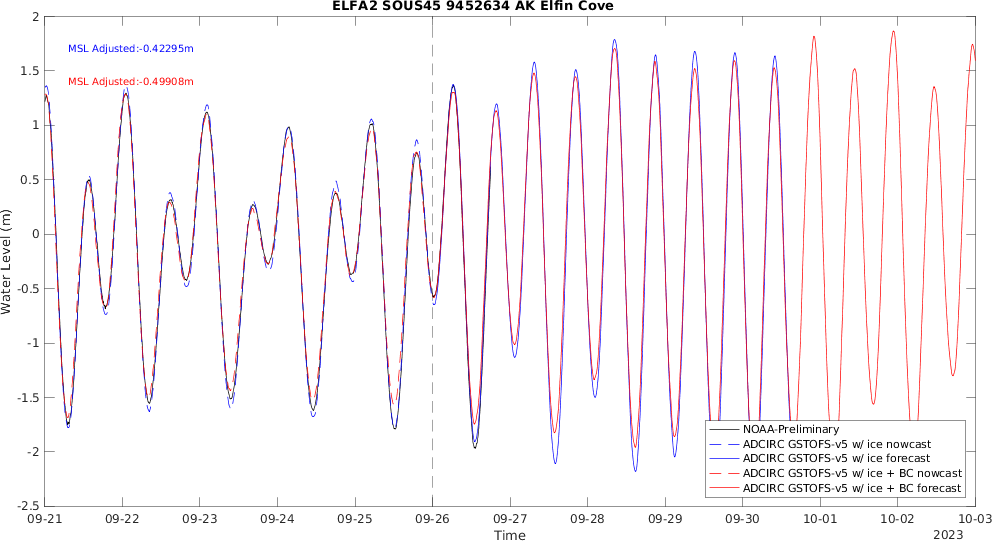 ELFA2 SOUS45 9452634 AK Elfin Cove
MSL Adjusted:-0.42295m
MSL Adjusted:-0.49908m
2
1.5
1
0.5
0
-0.5
-1
-1.5
-2
-2.5
Water Level (m)
NOAA-Preliminary
ADCIRC GSTOFS-v5 w/ ice nowcast
ADCIRC GSTOFS-v5 w/ ice forecast
ADCIRC GSTOFS-v5 w/ ice + BC nowcast
ADCIRC GSTOFS-v5 w/ ice + BC forecast
09-21 09-22 09-23 09-24 09-25 09-26 09-27 09-28 09-29 09-30 10-01 10-02 10-03
Time
2023